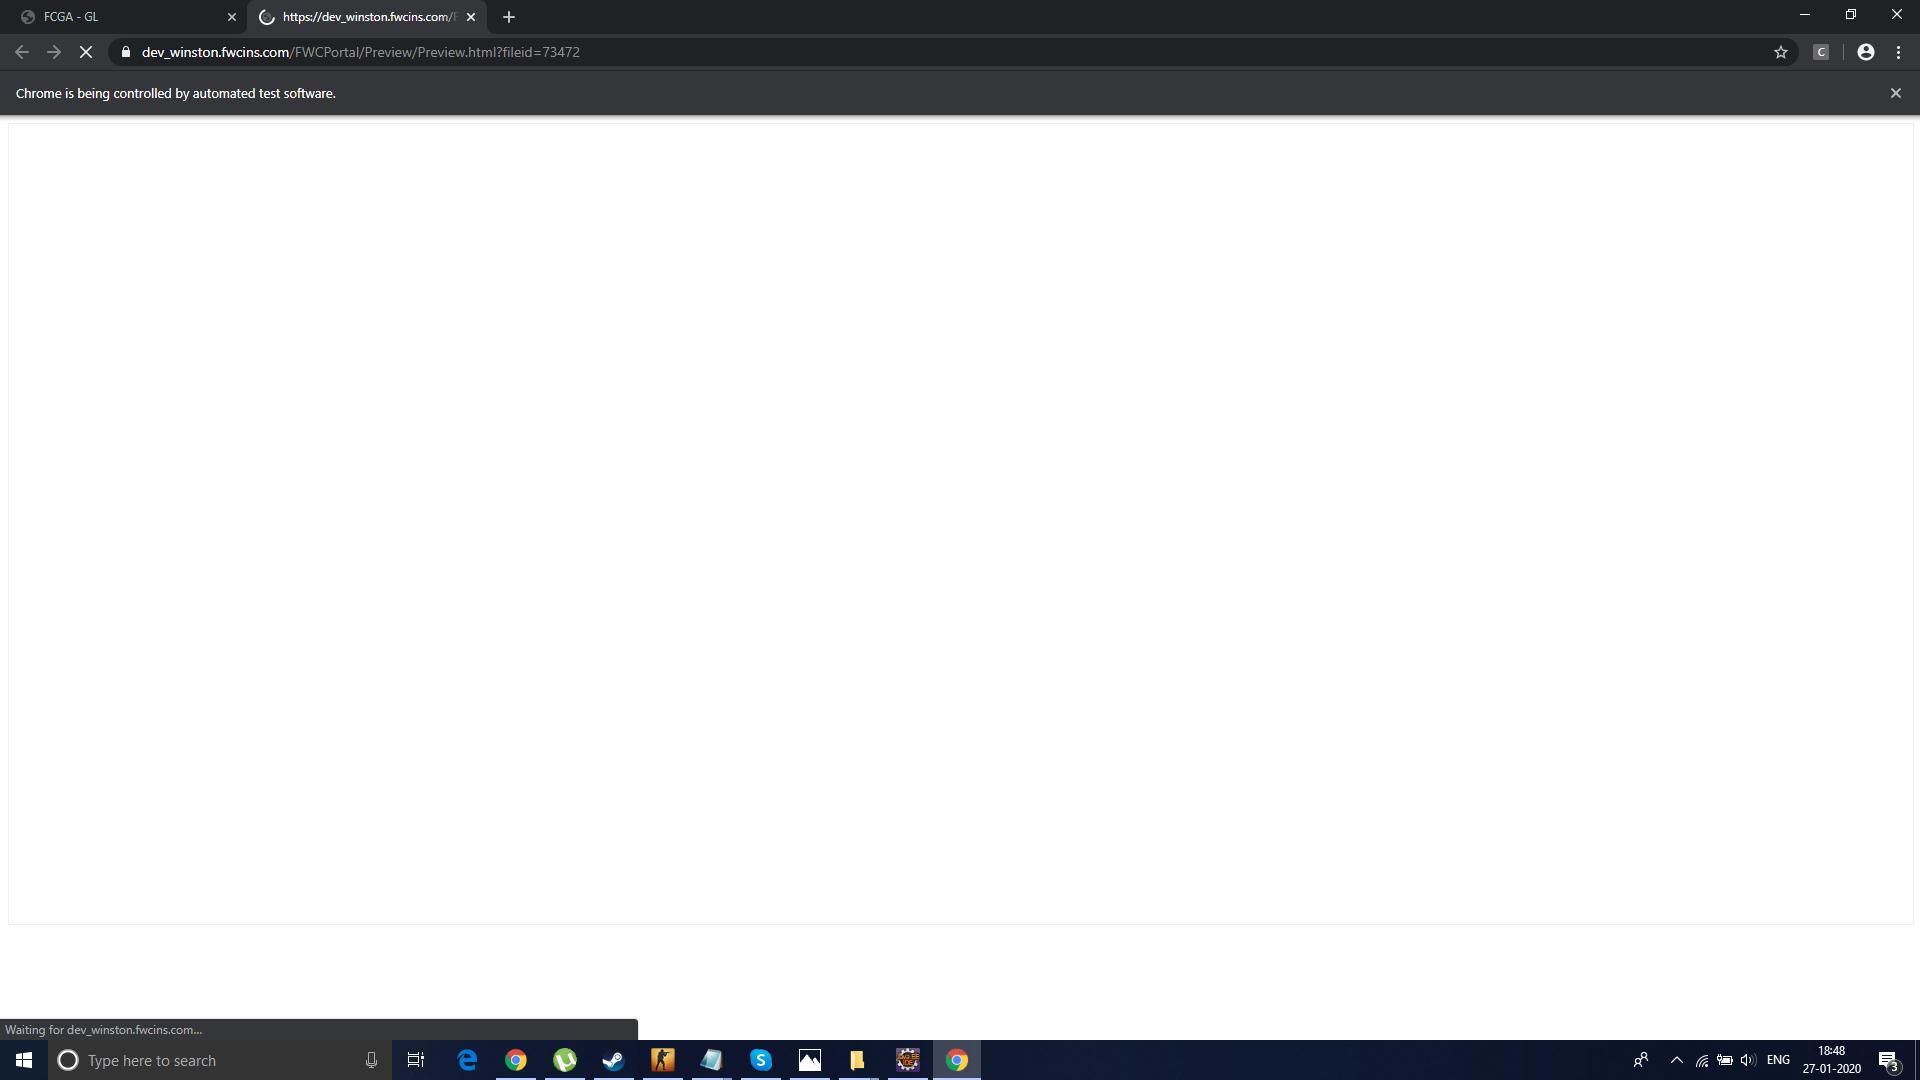 FCGA - GL
https://dev_winston.fwcins.com/F
dev_winston.fwcins.com/FWCPortal/Preview/Preview.html?fileid=73472
C
Chrome is being controlled by automated test software.
Waiting for dev_winston.fwcins.com...
Type here to search
ENG
18:48
27-01-2020
3